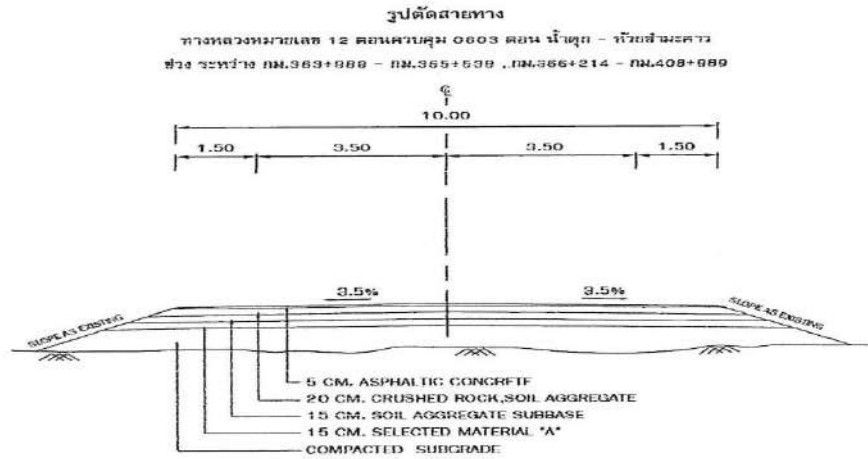 รูปตัดสายทาง
ทางหลวงหมายเลข 12 ตอนควบคุม 0603 ตอน น้ำดุก - ห้วยซำมะคาว
ช่วง ระหว่าง กม.363+988 - กม.365+539 , กม.366+214 - กม.408+989
10.00
1.50 3.50 3.50 1.50
3.5% 3.5%
SLOPE AS EXISTING SLOPE AS EXISTING
5 CM. ASPHALTIC CONCRETE
20 CM. CRUSHED ROCK,SOIL AGGREGATE
15 CM. SOIL AGGREGATE SUBBASE
15 CM. SELECTED MATERIAL "A"
COMPACTED SUBGRADE